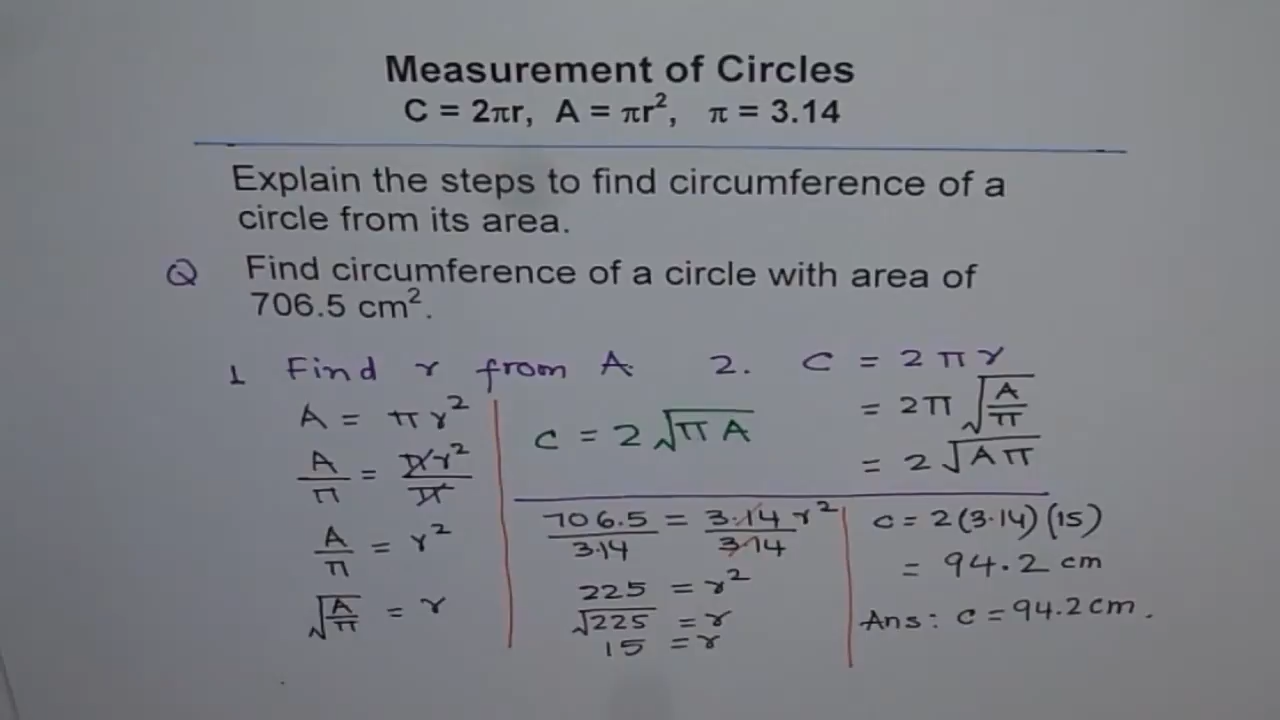 Measurement of Circles
C = 2πr, A = πr², π = 3.14
Explain the steps to find circumference of a
circle from its area.
Q Find circumference of a circle with area of
706.5 cm².
1 Find r from A.
A = πr²
A/π = πr²/π
A/π = r²
√(A/π) = r
C = 2√(πA)
2. C = 2πr
= 2π√(A/π)
= 2√(Aπ)
706.5/3.14 = 3.14r²/3.14
225 = r²
√225 = r
15 = r
C = 2(3.14)(15)
= 94.2 cm
Ans: C = 94.2cm.